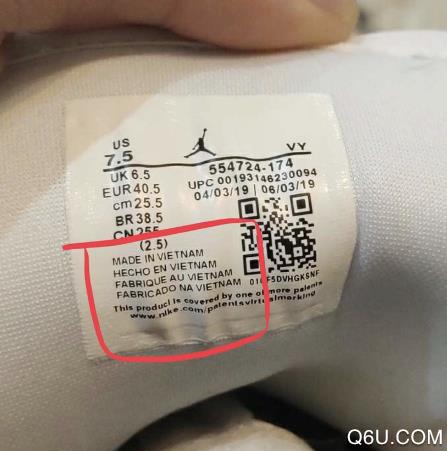 US
7.5
VY
UK 6.5
554724-174
EUR 40.5
UPC 00193146230094
cm 25.5
04/03/19 | 06/03/19
BR 38.5
CN 255
(2.5)
MADE IN VIETNAM
HECHO EN VIETNAM
FABRIQUE AU VIETNAM
FABRICADO NA VIETNAM
This product is covered by one or more patents
www.nike.com/patentsvirtualmarking
Q6U.COM